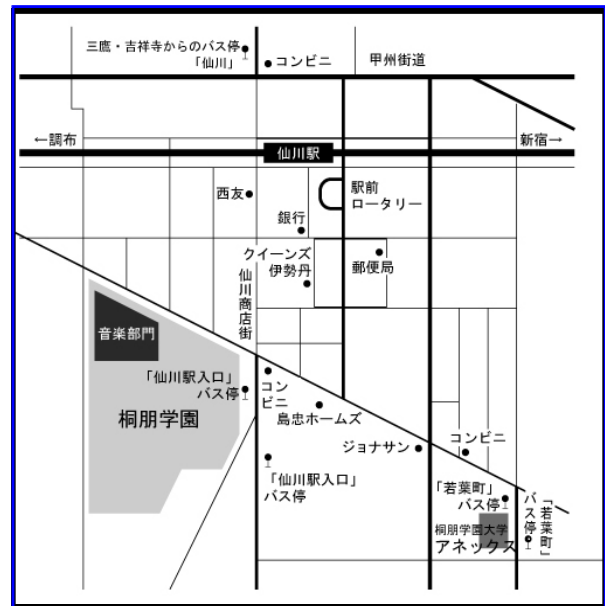 三鷹・吉祥寺からのバス停
「仙川」
コンビニ
甲州街道
←調布
新宿→
仙川駅
西友
駅前
ロータリー
銀行
クイーンズ
伊勢丹
郵便局
仙川商店街
音楽部門
「仙川駅入口」
バス停
コン
ビニ
桐朋学園
島忠ホームズ
ジョナサン
コンビニ
「仙川駅入口」
バス停
「若葉町」
バス停
「若葉町」
バス停
桐朋学園大学
アネックス